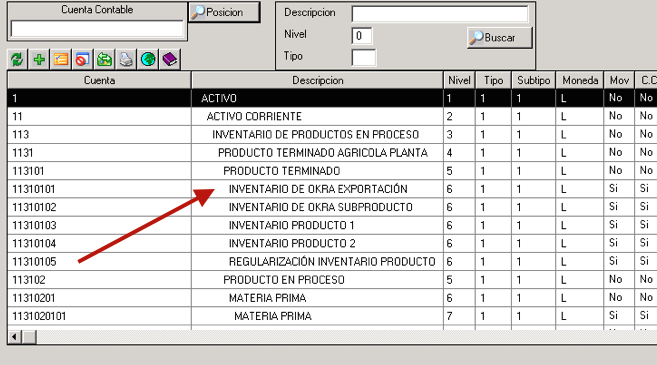 Cuenta Contable
Posicion
Descripcion
Nivel 0
Buscar
Tipo
Cuenta Descripcion Nivel Tipo Subtipo Moneda Mov C.C
1 ACTIVO 1 1 1 L No No
11 ACTIVO CORRIENTE 2 1 1 L No No
113 INVENTARIO DE PRODUCTOS EN PROCESO 3 1 1 L No No
1131 PRODUCTO TERMINADO AGRICOLA PLANTA 4 1 1 L No No
113101 PRODUCTO TERMINADO 5 1 1 L No No
11310101 INVENTARIO DE OKRA EXPORTACIÓN 6 1 1 L Si Si
11310102 INVENTARIO DE OKRA SUBPRODUCTO 6 1 1 L Si Si
11310103 INVENTARIO PRODUCTO 1 6 1 1 L Si Si
11310104 INVENTARIO PRODUCTO 2 6 1 1 L Si Si
11310105 REGULARIZACIÓN INVENTARIO PRODUCTO 6 1 1 L Si Si
113102 PRODUCTO EN PROCESO 5 1 1 L No No
11310201 MATERIA PRIMA 6 1 1 L No No
1131020101 MATERIA PRIMA 7 1 1 L Si Si